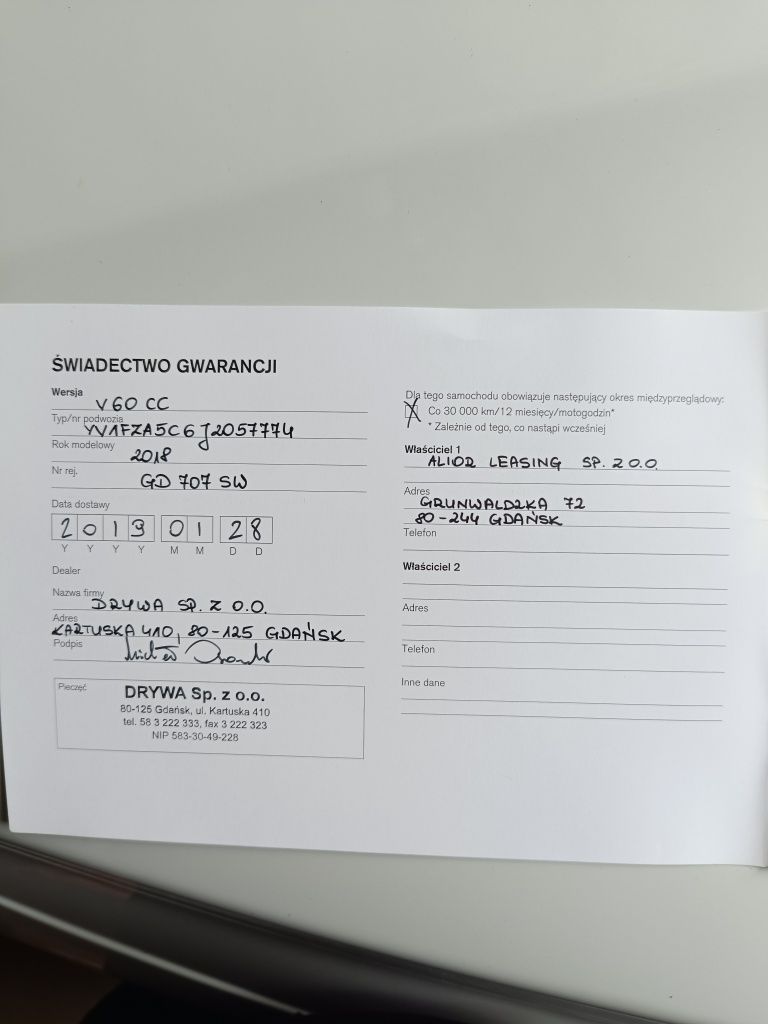 ŚWIADECTWO GWARANCJI
Wersja
V60 CC
Typ/nr podwozia
YV1FZA5C6J2057774
Rok modelowy
2018
Nr rej.
GD 707 SW
Data dostawy
2019 01 28
Y Y Y Y M M D D
Dealer
Nazwa firmy
DRYWA SP. Z O.O.
Adres
KARTUSKA 410, 80-125 GDAŃSK
Podpis
Pieczęć
DRYWA Sp. z o.o.
80-125 Gdańsk, ul. Kartuska 410
tel. 58 3 222 333, fax 3 222 323
NIP 583-30-49-228
Dla tego samochodu obowiązuje następujący okres międzyprzeglądowy:
X Co 30 000 km/12 miesięcy/motogodzin*
* Zależnie od tego, co nastąpi wcześniej
Właściciel 1
ALIOR LEASING SP. Z O.O.
Adres
GRUNWALDZKA 72
80-244 GDAŃSK
Telefon
Właściciel 2
Adres
Telefon
Inne dane